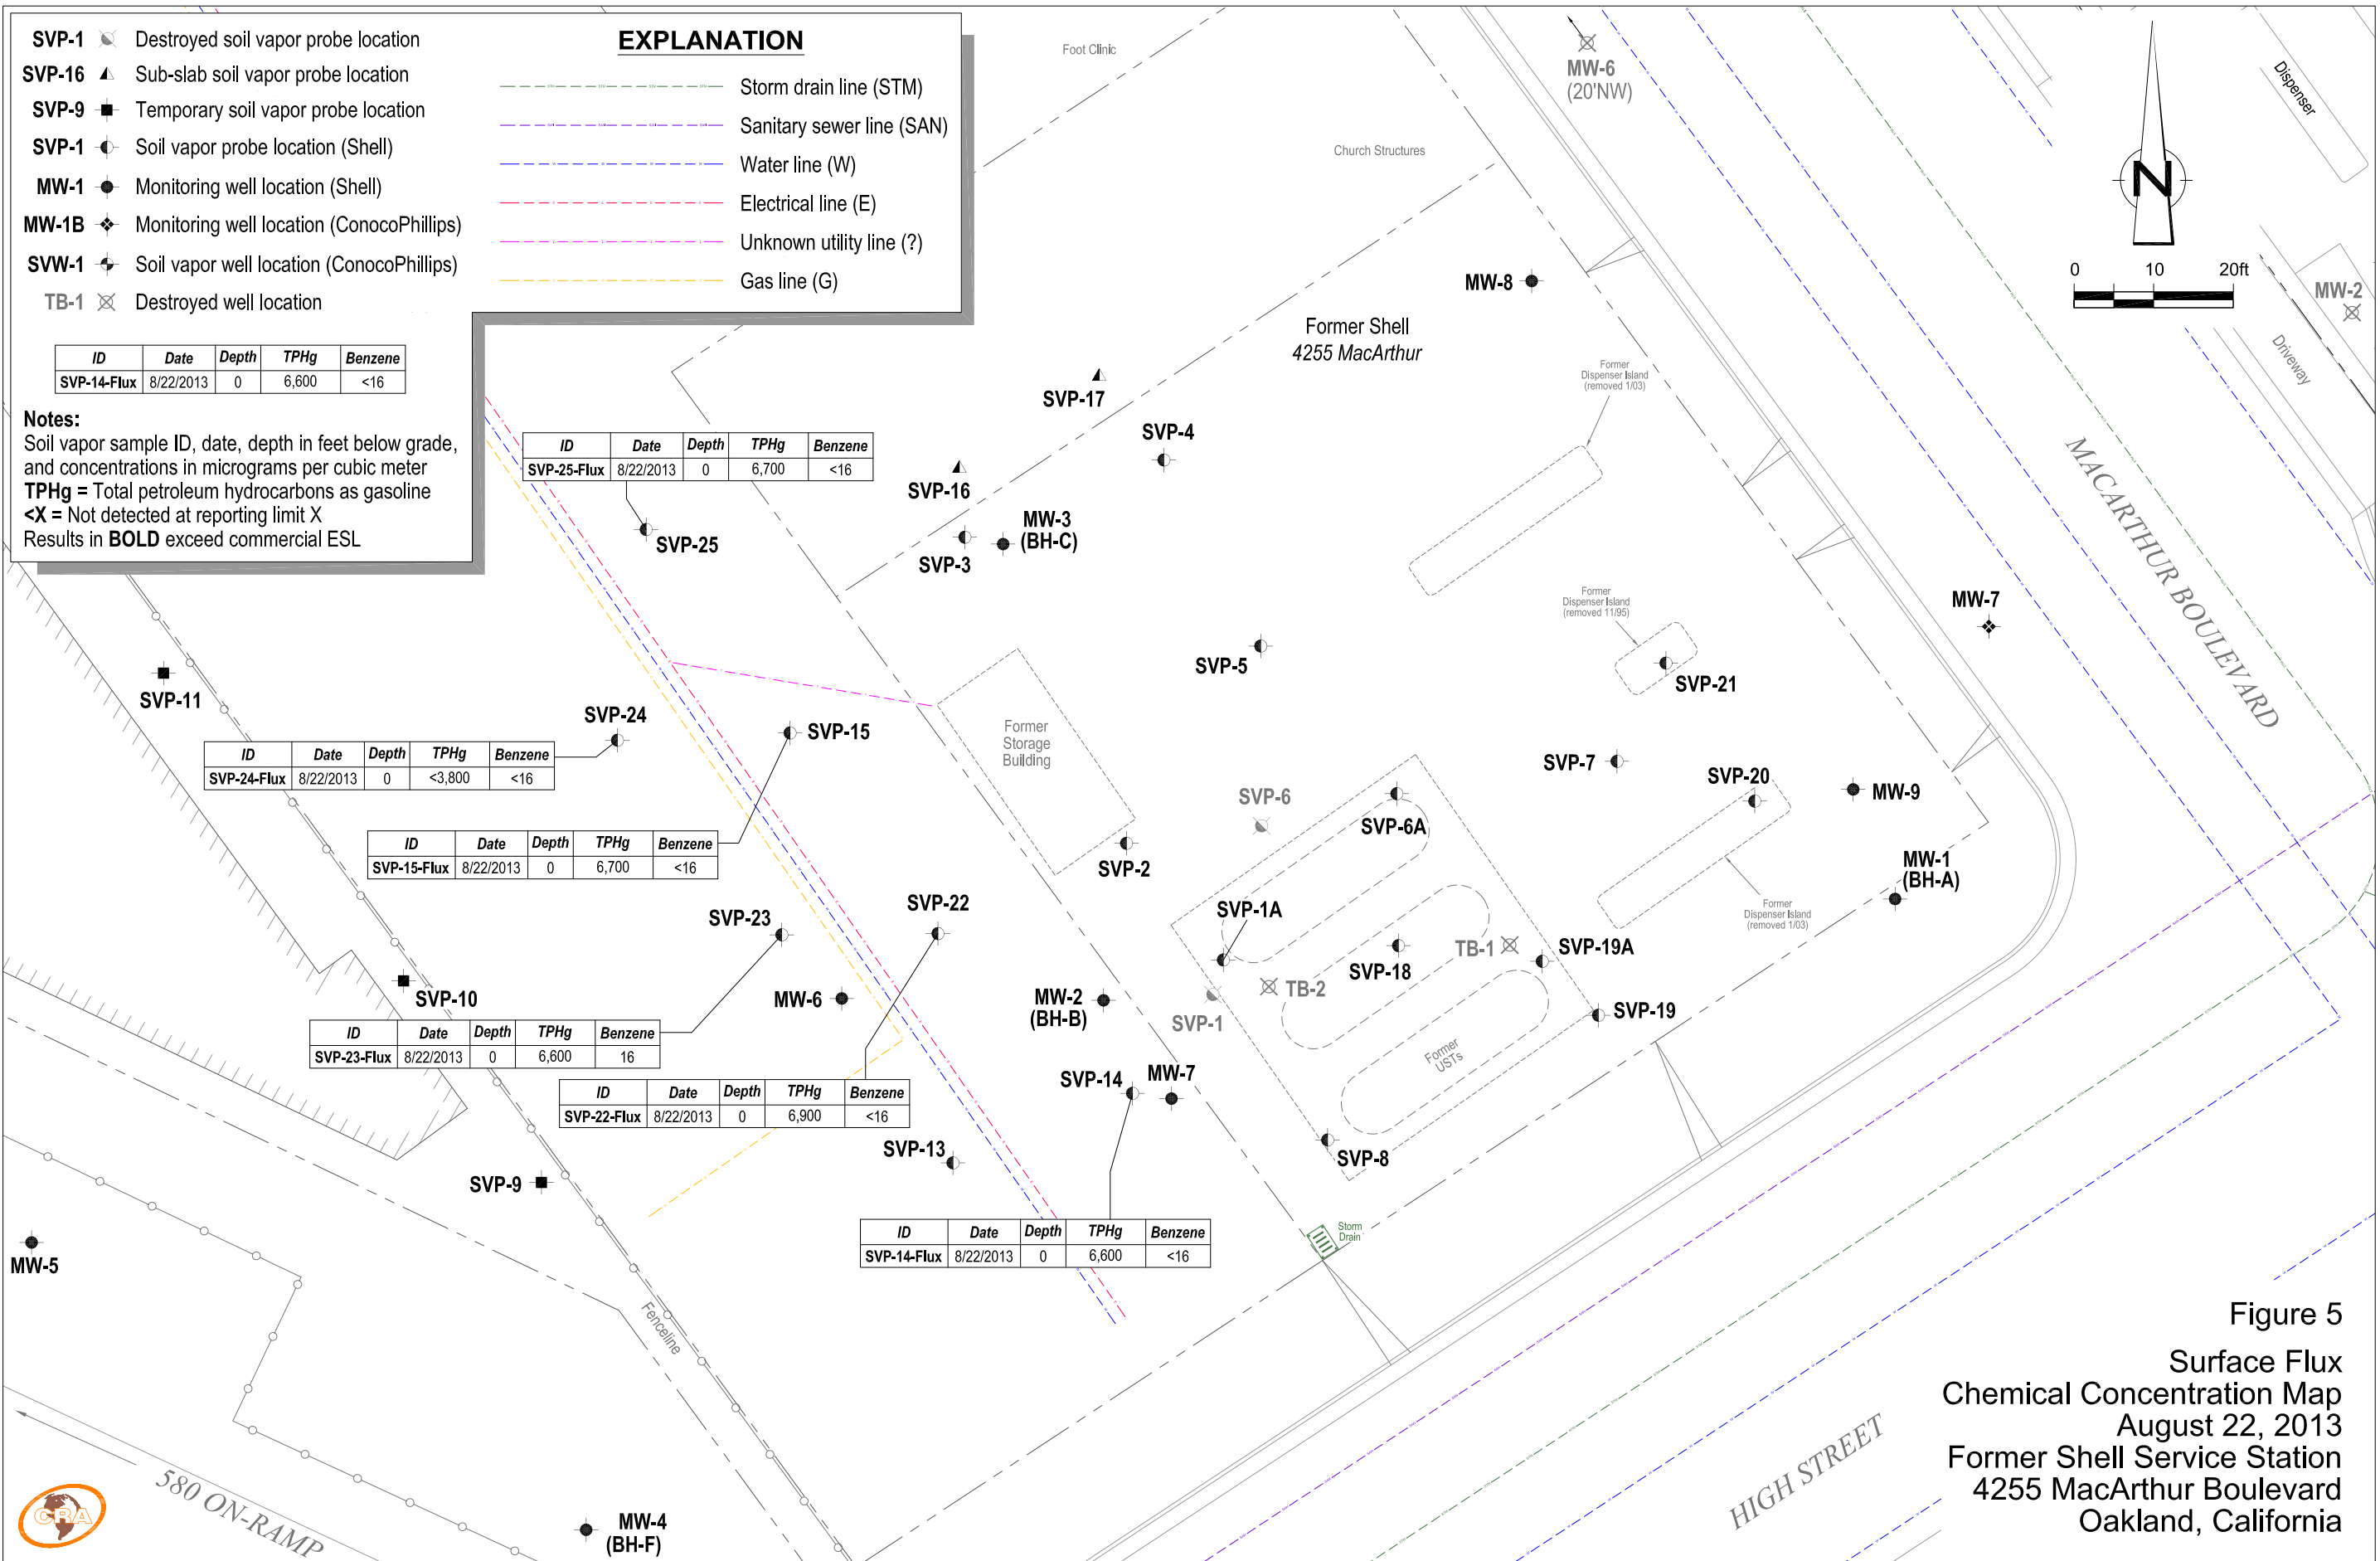 EXPLANATION
SVP-1 Destroyed soil vapor probe location
SVP-16 Sub-slab soil vapor probe location
SVP-9 Temporary soil vapor probe location
SVP-1 Soil vapor probe location (Shell)
MW-1 Monitoring well location (Shell)
MW-1B Monitoring well location (ConocoPhillips)
SVW-1 Soil vapor well location (ConocoPhillips)
TB-1 Destroyed well location
Storm drain line (STM)
Sanitary sewer line (SAN)
Water line (W)
Electrical line (E)
Unknown utility line (?)
Gas line (G)
ID Date Depth TPHg Benzene
SVP-14-Flux 8/22/2013 0 6,600 <16
Notes:
Soil vapor sample ID, date, depth in feet below grade,
and concentrations in micrograms per cubic meter
TPHg = Total petroleum hydrocarbons as gasoline
<X = Not detected at reporting limit X
Results in BOLD exceed commercial ESL
Foot Clinic
Church Structures
MW-6
(20'NW)
Dispenser
N
0 10 20ft
MW-2
Driveway
MW-8
Former Shell
4255 MacArthur
Former
Dispenser Island
(removed 1/03)
SVP-17
SVP-4
ID Date Depth TPHg Benzene
SVP-25-Flux 8/22/2013 0 6,700 <16
SVP-25
SVP-16
SVP-3
MW-3
(BH-C)
MACARTHUR BOULEVARD
Former
Dispenser Island
(removed 11/95)
MW-7
SVP-5
SVP-21
SVP-11
SVP-24
SVP-15
Former
Storage
Building
ID Date Depth TPHg Benzene
SVP-24-Flux 8/22/2013 0 <3,800 <16
SVP-7
SVP-20
MW-9
SVP-6
SVP-6A
ID Date Depth TPHg Benzene
SVP-15-Flux 8/22/2013 0 6,700 <16
SVP-2
MW-1
(BH-A)
SVP-23
SVP-22
SVP-1A
Former
Dispenser Island
(removed 1/03)
TB-1
SVP-19A
SVP-18
SVP-10
MW-6
MW-2
(BH-B)
TB-2
SVP-1
SVP-19
ID Date Depth TPHg Benzene
SVP-23-Flux 8/22/2013 0 6,600 16
Former
USTs
SVP-14
MW-7
ID Date Depth TPHg Benzene
SVP-22-Flux 8/22/2013 0 6,900 <16
SVP-13
SVP-8
SVP-9
ID Date Depth TPHg Benzene
SVP-14-Flux 8/22/2013 0 6,600 <16
Storm
Drain
MW-5
Fenceline
580 ON-RAMP
MW-4
(BH-F)
HIGH STREET
CRA
Figure 5
Surface Flux
Chemical Concentration Map
August 22, 2013
Former Shell Service Station
4255 MacArthur Boulevard
Oakland, California